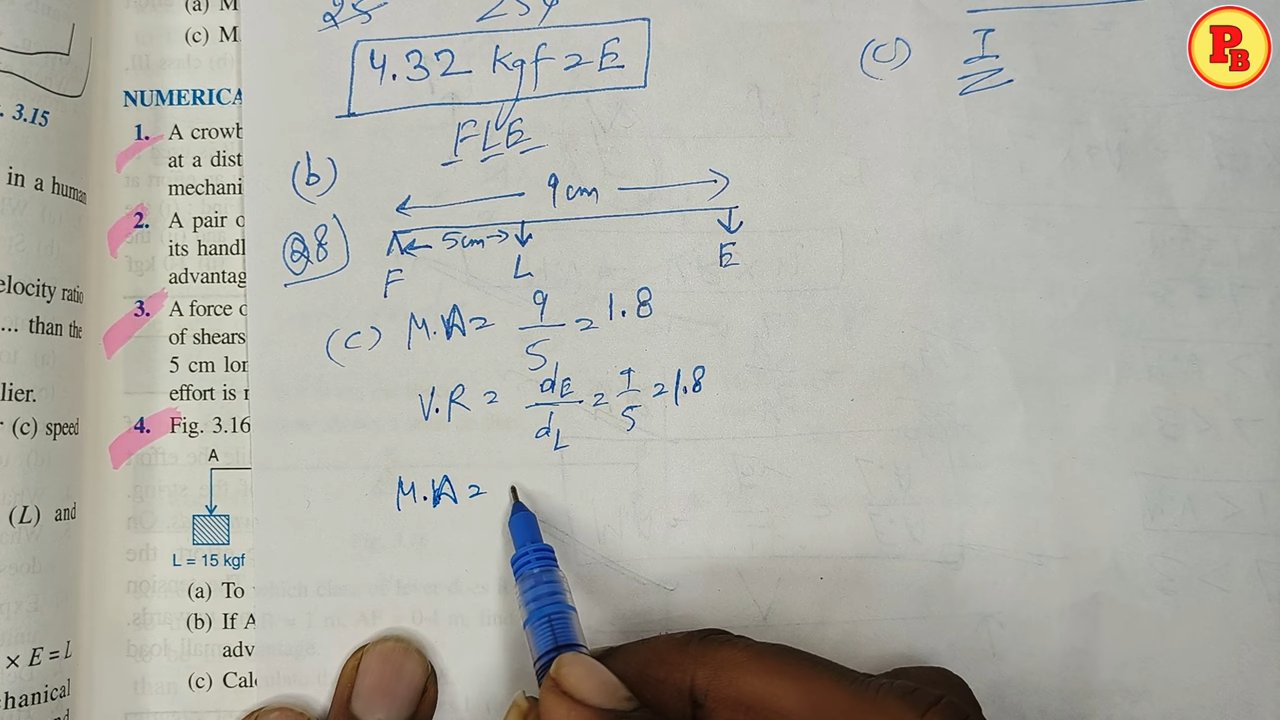 (a) M
(c) M
. 3.15
in a human
elocity ratio
... than the
lier.
(c) speed
(L) and
× E = L
hanical
NUMERICA
1. A crowb
at a dist
mechani
2. A pair o
its handl
advantag
3. A force o
of shears
5 cm lor
effort is r
4. Fig. 3.16
A
L = 15 kgf
(a) To
(b) If A
adv
(c) Cal
25 254
4.32 kgf = E
FLE
(b)
9 cm
Q8
5cm
F L E
(c) M.A = 9/5 = 1.8
V.R = dE/dL = 9/5 = 1.8
M.A =
(c) I
PB